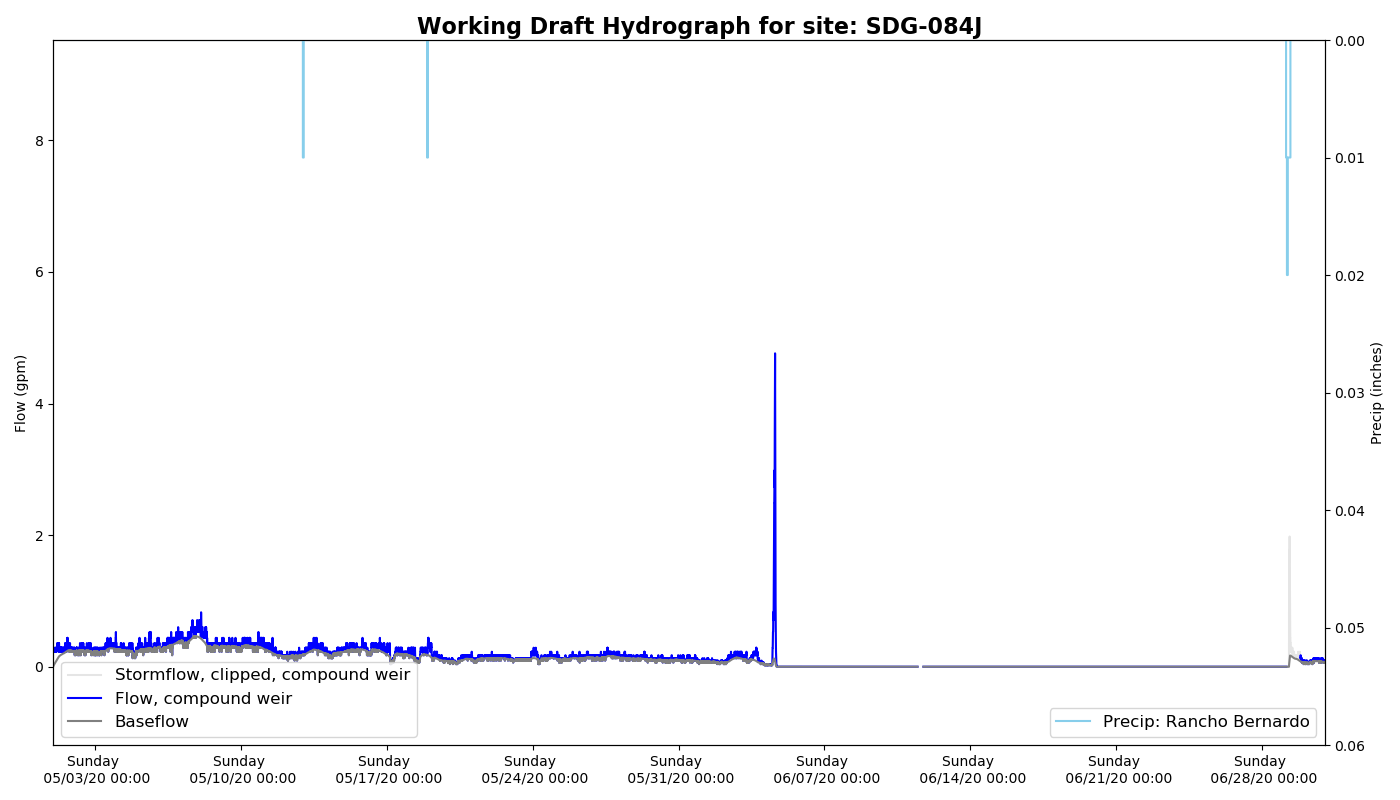 Working Draft Hydrograph for site: SDG-084J
0.00
8
0.01
6
0.02
Flow (gpm)
Precip (inches)
4
0.03
0.04
2
0.05
0
Stormflow, clipped, compound weir
Flow, compound weir
Baseflow
Precip: Rancho Bernardo
0.06
Sunday Sunday Sunday Sunday Sunday Sunday Sunday Sunday Sunday
05/03/20 00:00 05/10/20 00:00 05/17/20 00:00 05/24/20 00:00 05/31/20 00:00 06/07/20 00:00 06/14/20 00:00 06/21/20 00:00 06/28/20 00:00